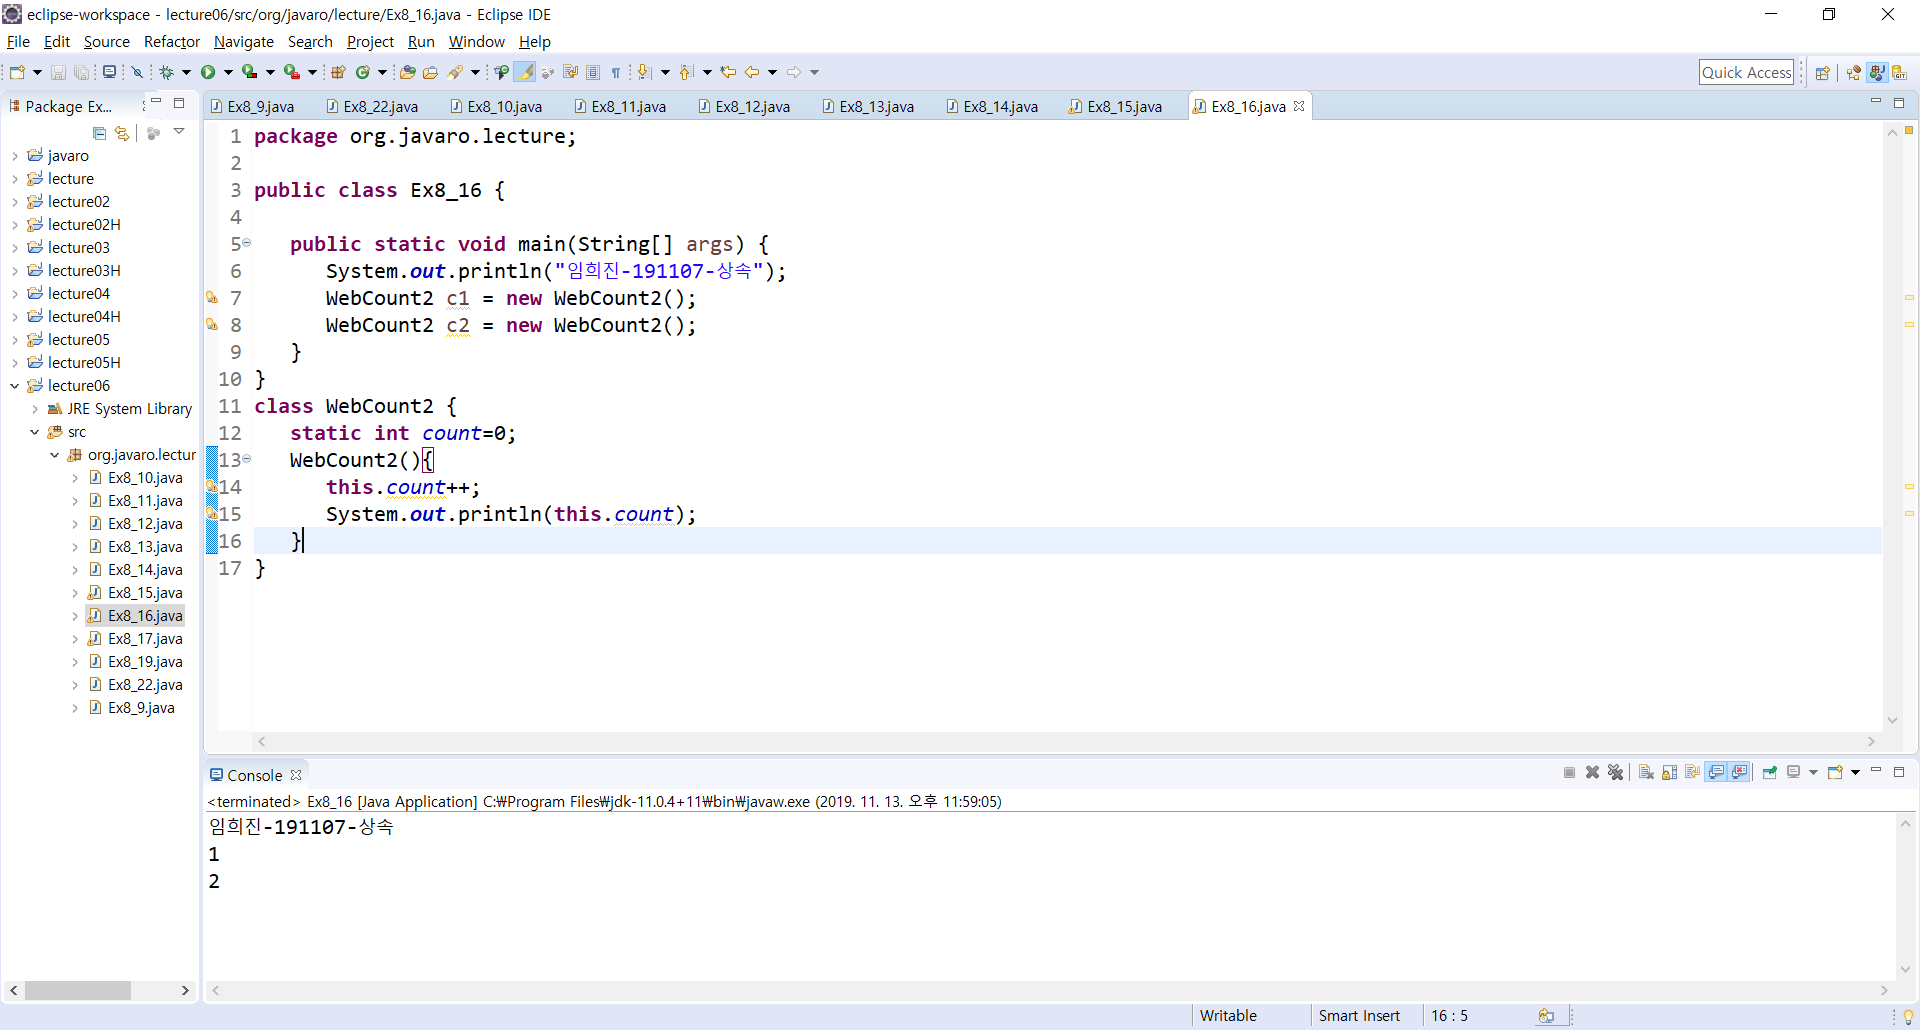 eclipse-workspace - lecture06/src/org/javaro/lecture/Ex8_16.java - Eclipse IDE
File Edit Source Refactor Navigate Search Project Run Window Help
Quick Access
Package Ex...
javaro
lecture
lecture02
lecture02H
lecture03
lecture03H
lecture04
lecture04H
lecture05
lecture05H
lecture06
JRE System Library
src
org.javaro.lectur
Ex8_10.java
Ex8_11.java
Ex8_12.java
Ex8_13.java
Ex8_14.java
Ex8_15.java
Ex8_16.java
Ex8_17.java
Ex8_19.java
Ex8_22.java
Ex8_9.java
Ex8_9.java Ex8_22.java Ex8_10.java Ex8_11.java Ex8_12.java Ex8_13.java Ex8_14.java Ex8_15.java Ex8_16.java
1 package org.javaro.lecture;
2
3 public class Ex8_16 {
4
5 public static void main(String[] args) {
6 System.out.println("임희진-191107-상속");
7 WebCount2 c1 = new WebCount2();
8 WebCount2 c2 = new WebCount2();
9 }
10 }
11 class WebCount2 {
12 static int count=0;
13 WebCount2(){
14 this.count++;
15 System.out.println(this.count);
16 }
17 }
Console
<terminated> Ex8_16 [Java Application] C:₩Program Files₩jdk-11.0.4+11₩bin₩javaw.exe (2019. 11. 13. 오후 11:59:05)
임희진-191107-상속
1
2
Writable Smart Insert 16 : 5